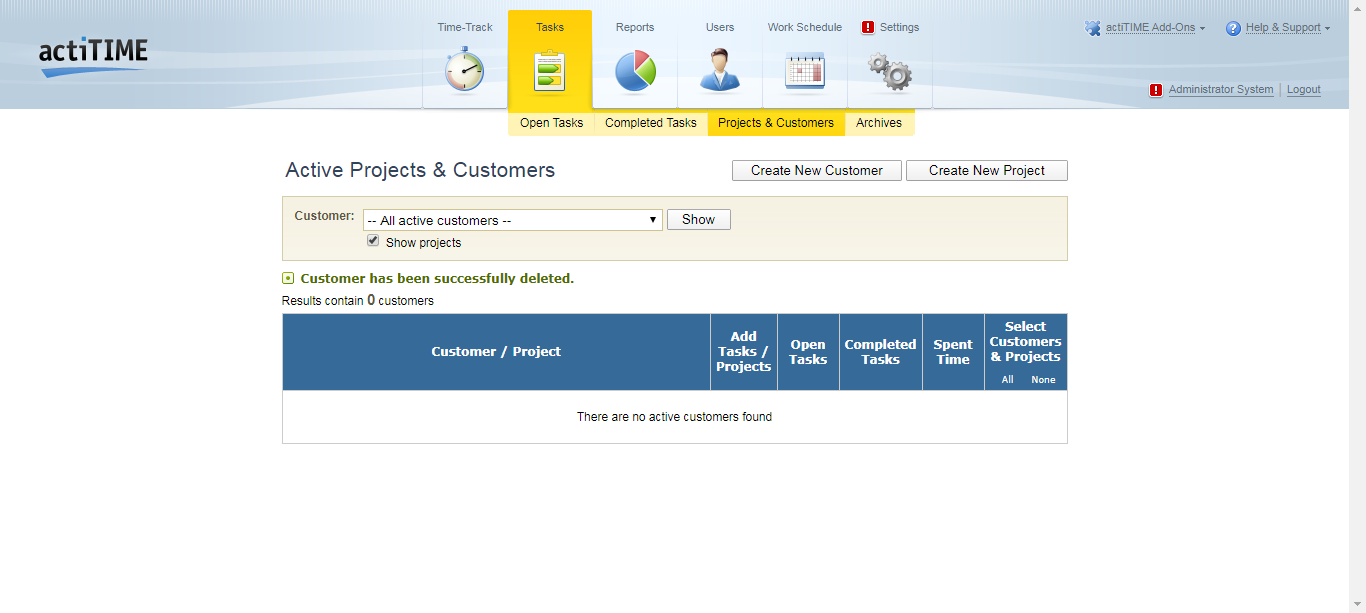 actiTIME
Time-Track
Tasks
Reports
Users
Work Schedule
! Settings
actiTIME Add-Ons
? Help & Support
! Administrator System
Logout
Open Tasks
Completed Tasks
Projects & Customers
Archives
Active Projects & Customers
Create New Customer
Create New Project
Customer:
-- All active customers --
Show
Show projects
Customer has been successfully deleted.
Results contain 0 customers
Customer / Project
Add
Tasks /
Projects
Open
Tasks
Completed
Tasks
Spent
Time
Select
Customers
& Projects
All None
There are no active customers found